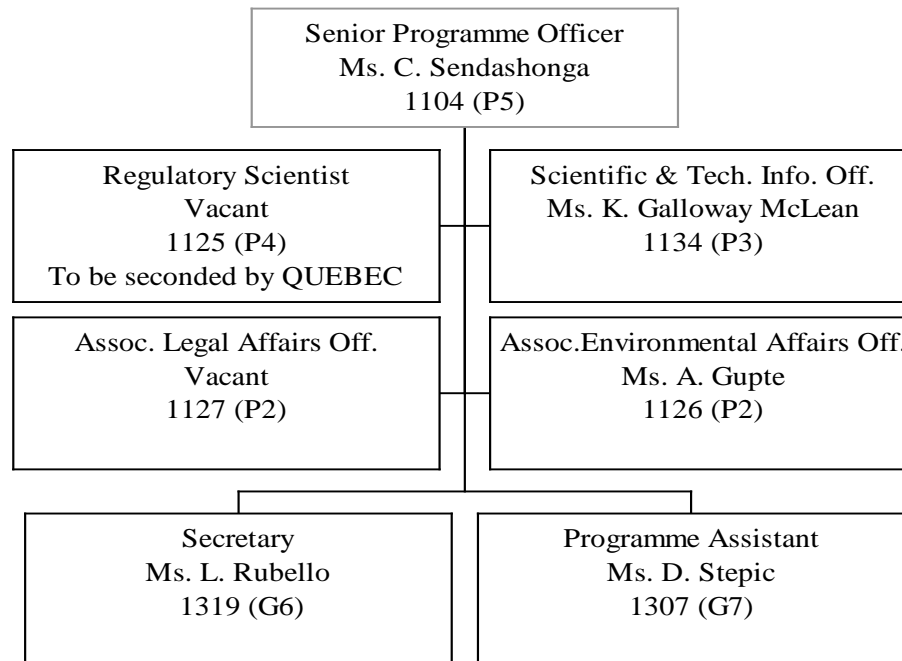 Senior Programme Officer
Ms. C. Sendashonga
1104 (P5)
Regulatory Scientist
Vacant
1125 (P4)
To be seconded by QUEBEC
Scientific & Tech. Info. Off.
Ms. K. Galloway McLean
1134 (P3)
Assoc. Legal Affairs Off.
Vacant
1127 (P2)
Assoc.Environmental Affairs Off.
Ms. A. Gupte
1126 (P2)
Secretary
Ms. L. Rubello
1319 (G6)
Programme Assistant
Ms. D. Stepic
1307 (G7)